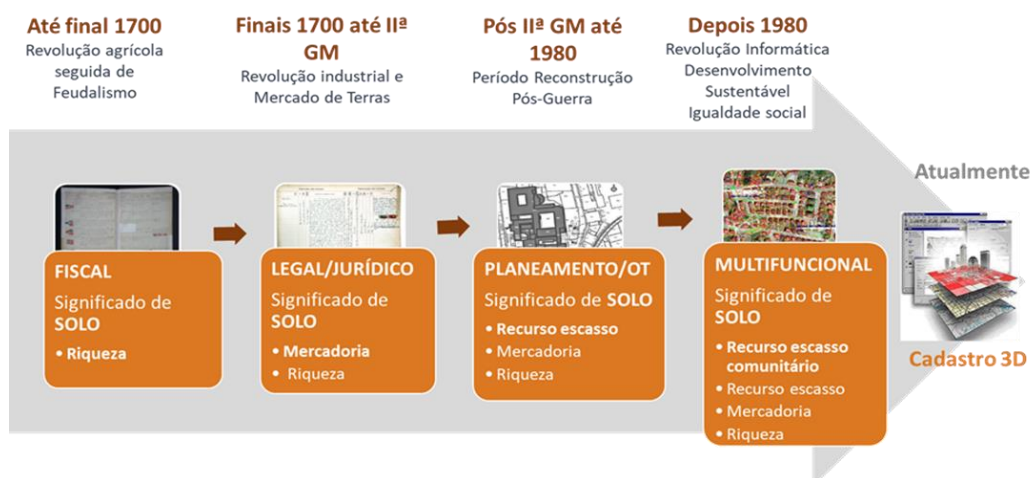 Até final 1700
Revolução agrícola
seguida de
Feudalismo
Finais 1700 até IIª
GM
Revolução industrial e
Mercado de Terras
Pós IIª GM até
1980
Período Reconstrução
Pós-Guerra
Depois 1980
Revolução Informática
Desenvolvimento
Sustentável
Igualdade social
FISCAL
Significado de
SOLO
• Riqueza
LEGAL/JURÍDICO
Significado de
SOLO
• Mercadoria
• Riqueza
PLANEAMENTO/OT
Significado de SOLO
• Recurso escasso
• Mercadoria
• Riqueza
MULTIFUNCIONAL
Significado de
SOLO
• Recurso escasso
comunitário
• Recurso escasso
• Mercadoria
• Riqueza
Atualmente
Cadastro 3D